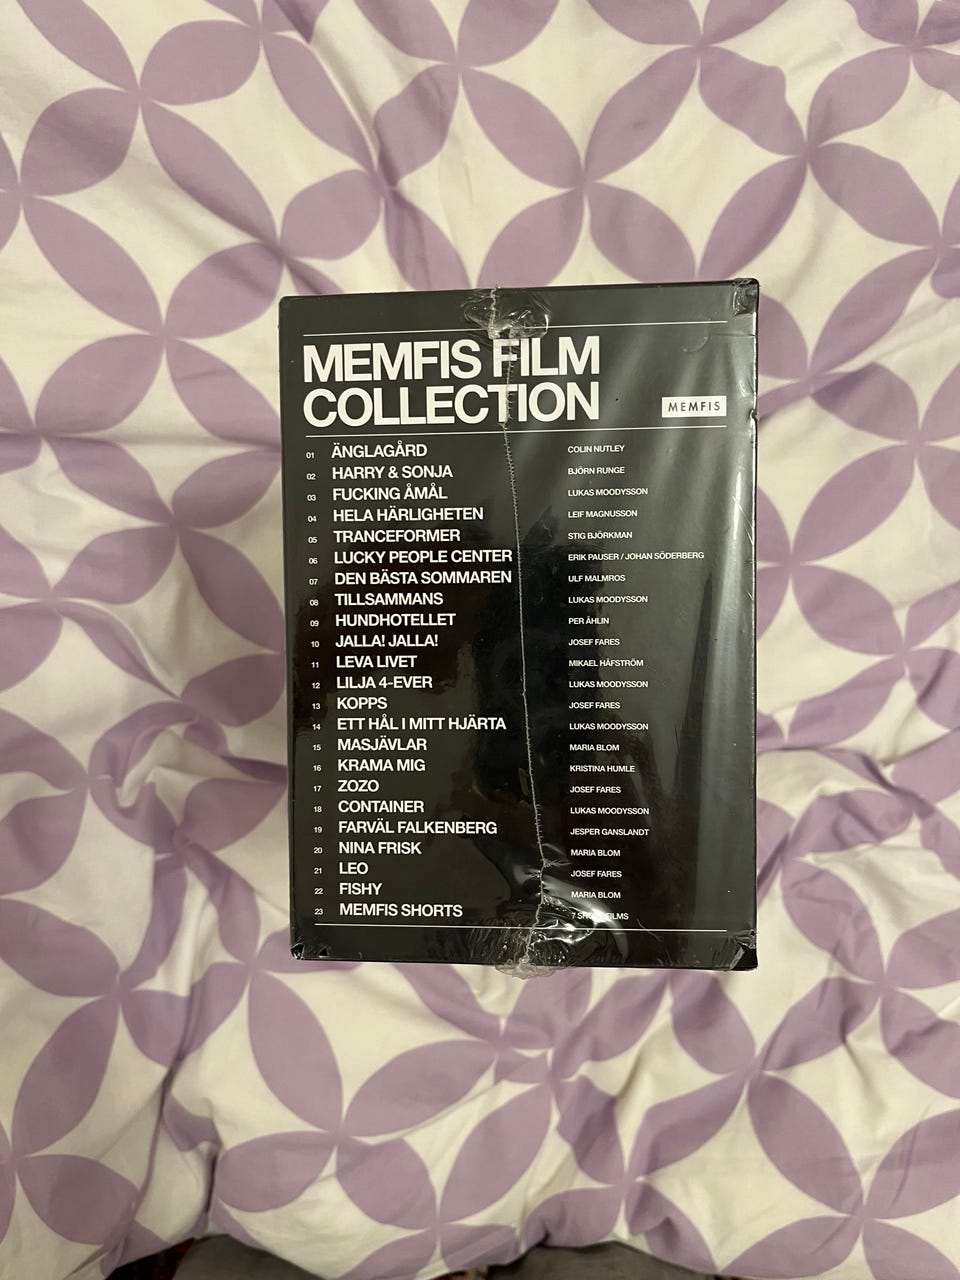 MEMFIS FILM
COLLECTION
MEMFIS
01 ÄNGLAGÅRD COLIN NUTLEY
02 HARRY & SONJA BJÖRN RUNGE
03 FUCKING ÅMÅL LUKAS MOODYSSON
04 HELA HÄRLIGHETEN LEIF MAGNUSSON
05 TRANCEFORMER STIG BJÖRKMAN
06 LUCKY PEOPLE CENTER ERIK PAUSER / JOHAN SÖDERBERG
07 DEN BÄSTA SOMMAREN ULF MALMROS
08 TILLSAMMANS LUKAS MOODYSSON
09 HUNDHOTELLET PER ÅHLIN
10 JALLA! JALLA! JOSEF FARES
11 LEVA LIVET MIKAEL HÅFSTRÖM
12 LILJA 4-EVER LUKAS MOODYSSON
13 KOPPS JOSEF FARES
14 ETT HÅL I MITT HJÄRTA LUKAS MOODYSSON
15 MASJÄVLAR MARIA BLOM
16 KRAMA MIG KRISTINA HUMLE
17 ZOZO JOSEF FARES
18 CONTAINER LUKAS MOODYSSON
19 FARVÄL FALKENBERG JESPER GANSLANDT
20 NINA FRISK MARIA BLOM
21 LEO JOSEF FARES
22 FISHY MARIA BLOM
23 MEMFIS SHORTS 7 SHORT FILMS